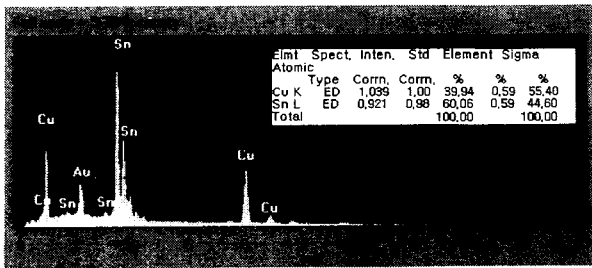 Sn
Elmt Spect, Inten, Std Element Sigma
Atomic
Type Corrn, Corrn, % % %
Cu K ED 1,039 1,00 39,94 0,59 55,40
Sn L ED 0,921 0,98 60,06 0,59 44,60
Total 100,00 100,00
Cu
Sn
Au
Cu
Cu
Sn
Sn
Cu